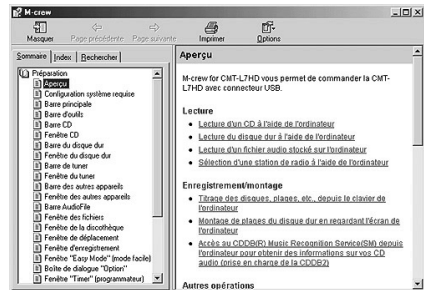 M-crew
Masquer
Page précédente
Page suivante
Imprimer
Options
Sommaire
Index
Rechercher
Préparation
Aperçu
Configuration système requise
Barre principale
Barre d'outils
Barre CD
Fenêtre CD
Barre du disque dur
Fenêtre du disque dur
Barre de tuner
Fenêtre du tuner
Barre des autres appareils
Fenêtre des autres appareils
Barre AudioFile
Fenêtre des fichiers
Fenêtre de la discothèque
Fenêtre de déplacement
Fenêtre d'enregistrement
Fenêtre "Easy Mode" (mode facile)
Boîte de dialogue "Option"
Fenêtre "Timer" (programmateur)
Aperçu
M-crew for CMT-L7HD vous permet de commander la CMT-
L7HD avec connecteur USB.
Lecture
Lecture d'un CD à l'aide de l'ordinateur
Lecture du disque dur à l'aide de l'ordinateur
Lecture d'un fichier audio stocké sur l'ordinateur
Sélection d'une station de radio à l'aide de l'ordinateur
Enregistrement/montage
Titrage des disques, plages, etc., depuis le clavier de
l'ordinateur
Montage de plages du disque dur en regardant l'écran de
l'ordinateur
Accès au CDDB(R) Music Recognition Service(SM) depuis
l'ordinateur pour obtenir des informations sur vos CD
audio (prise en charge de la CDDB2)
Autres opérations